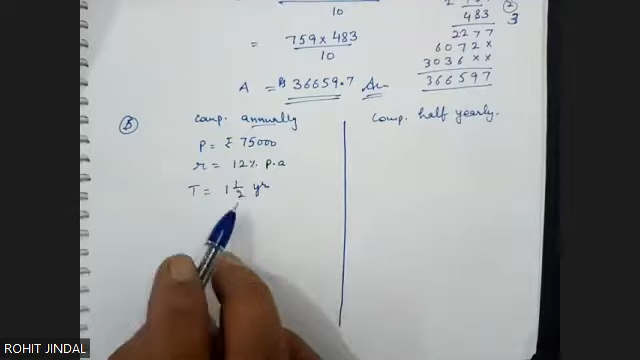 10
= 759 × 483
10
A = ₿ 36659.7 Ans
483
2277
6072×
3036××
366597
②
3
⑧ Comp. annually
P = ₹ 75000
r = 12% p.a
T = 1 1/2 yr
Comp. half yearly.
ROHIT JINDAL